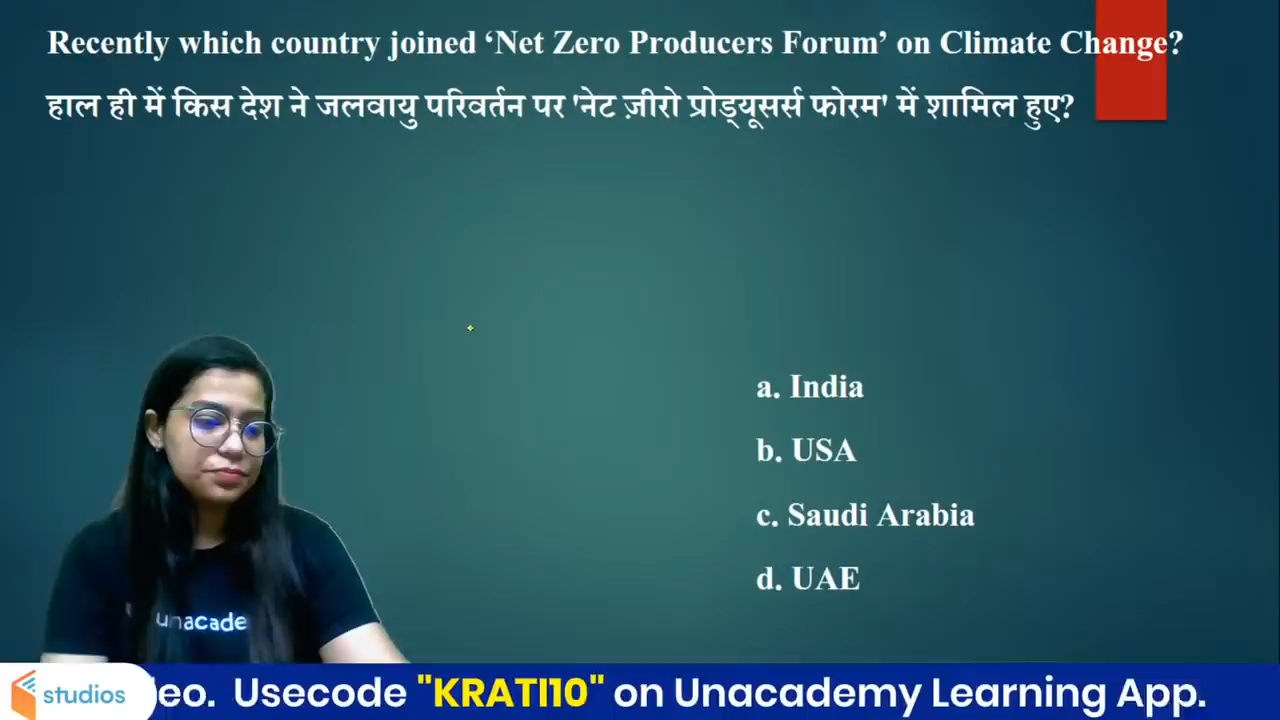 Recently which country joined ‘Net Zero Producers Forum’ on Climate Change?
हाल ही में किस देश ने जलवायु परिवर्तन पर 'नेट ज़ीरो प्रोड्यूसर्स फोरम' में शामिल हुए?
a. India
b. USA
c. Saudi Arabia
d. UAE
unacade
studios
eo. Usecode "KRATI10" on Unacademy Learning App.